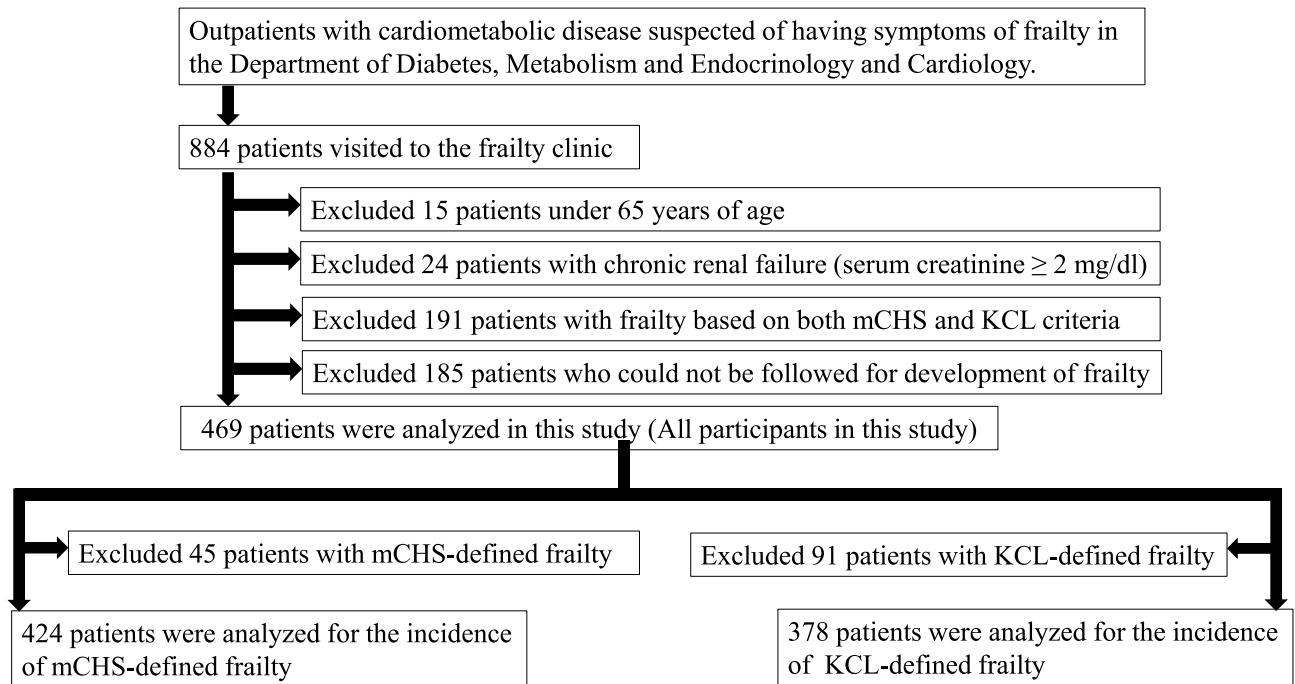 Outpatients with cardiometabolic disease suspected of having symptoms of frailty in
the Department of Diabetes, Metabolism and Endocrinology and Cardiology.
884 patients visited to the frailty clinic
Excluded 15 patients under 65 years of age
Excluded 24 patients with chronic renal failure (serum creatinine ≥ 2 mg/dl)
Excluded 191 patients with frailty based on both mCHS and KCL criteria
Excluded 185 patients who could not be followed for development of frailty
469 patients were analyzed in this study (All participants in this study)
Excluded 45 patients with mCHS-defined frailty
Excluded 91 patients with KCL-defined frailty
424 patients were analyzed for the incidence
of mCHS-defined frailty
378 patients were analyzed for the incidence
of KCL-defined frailty